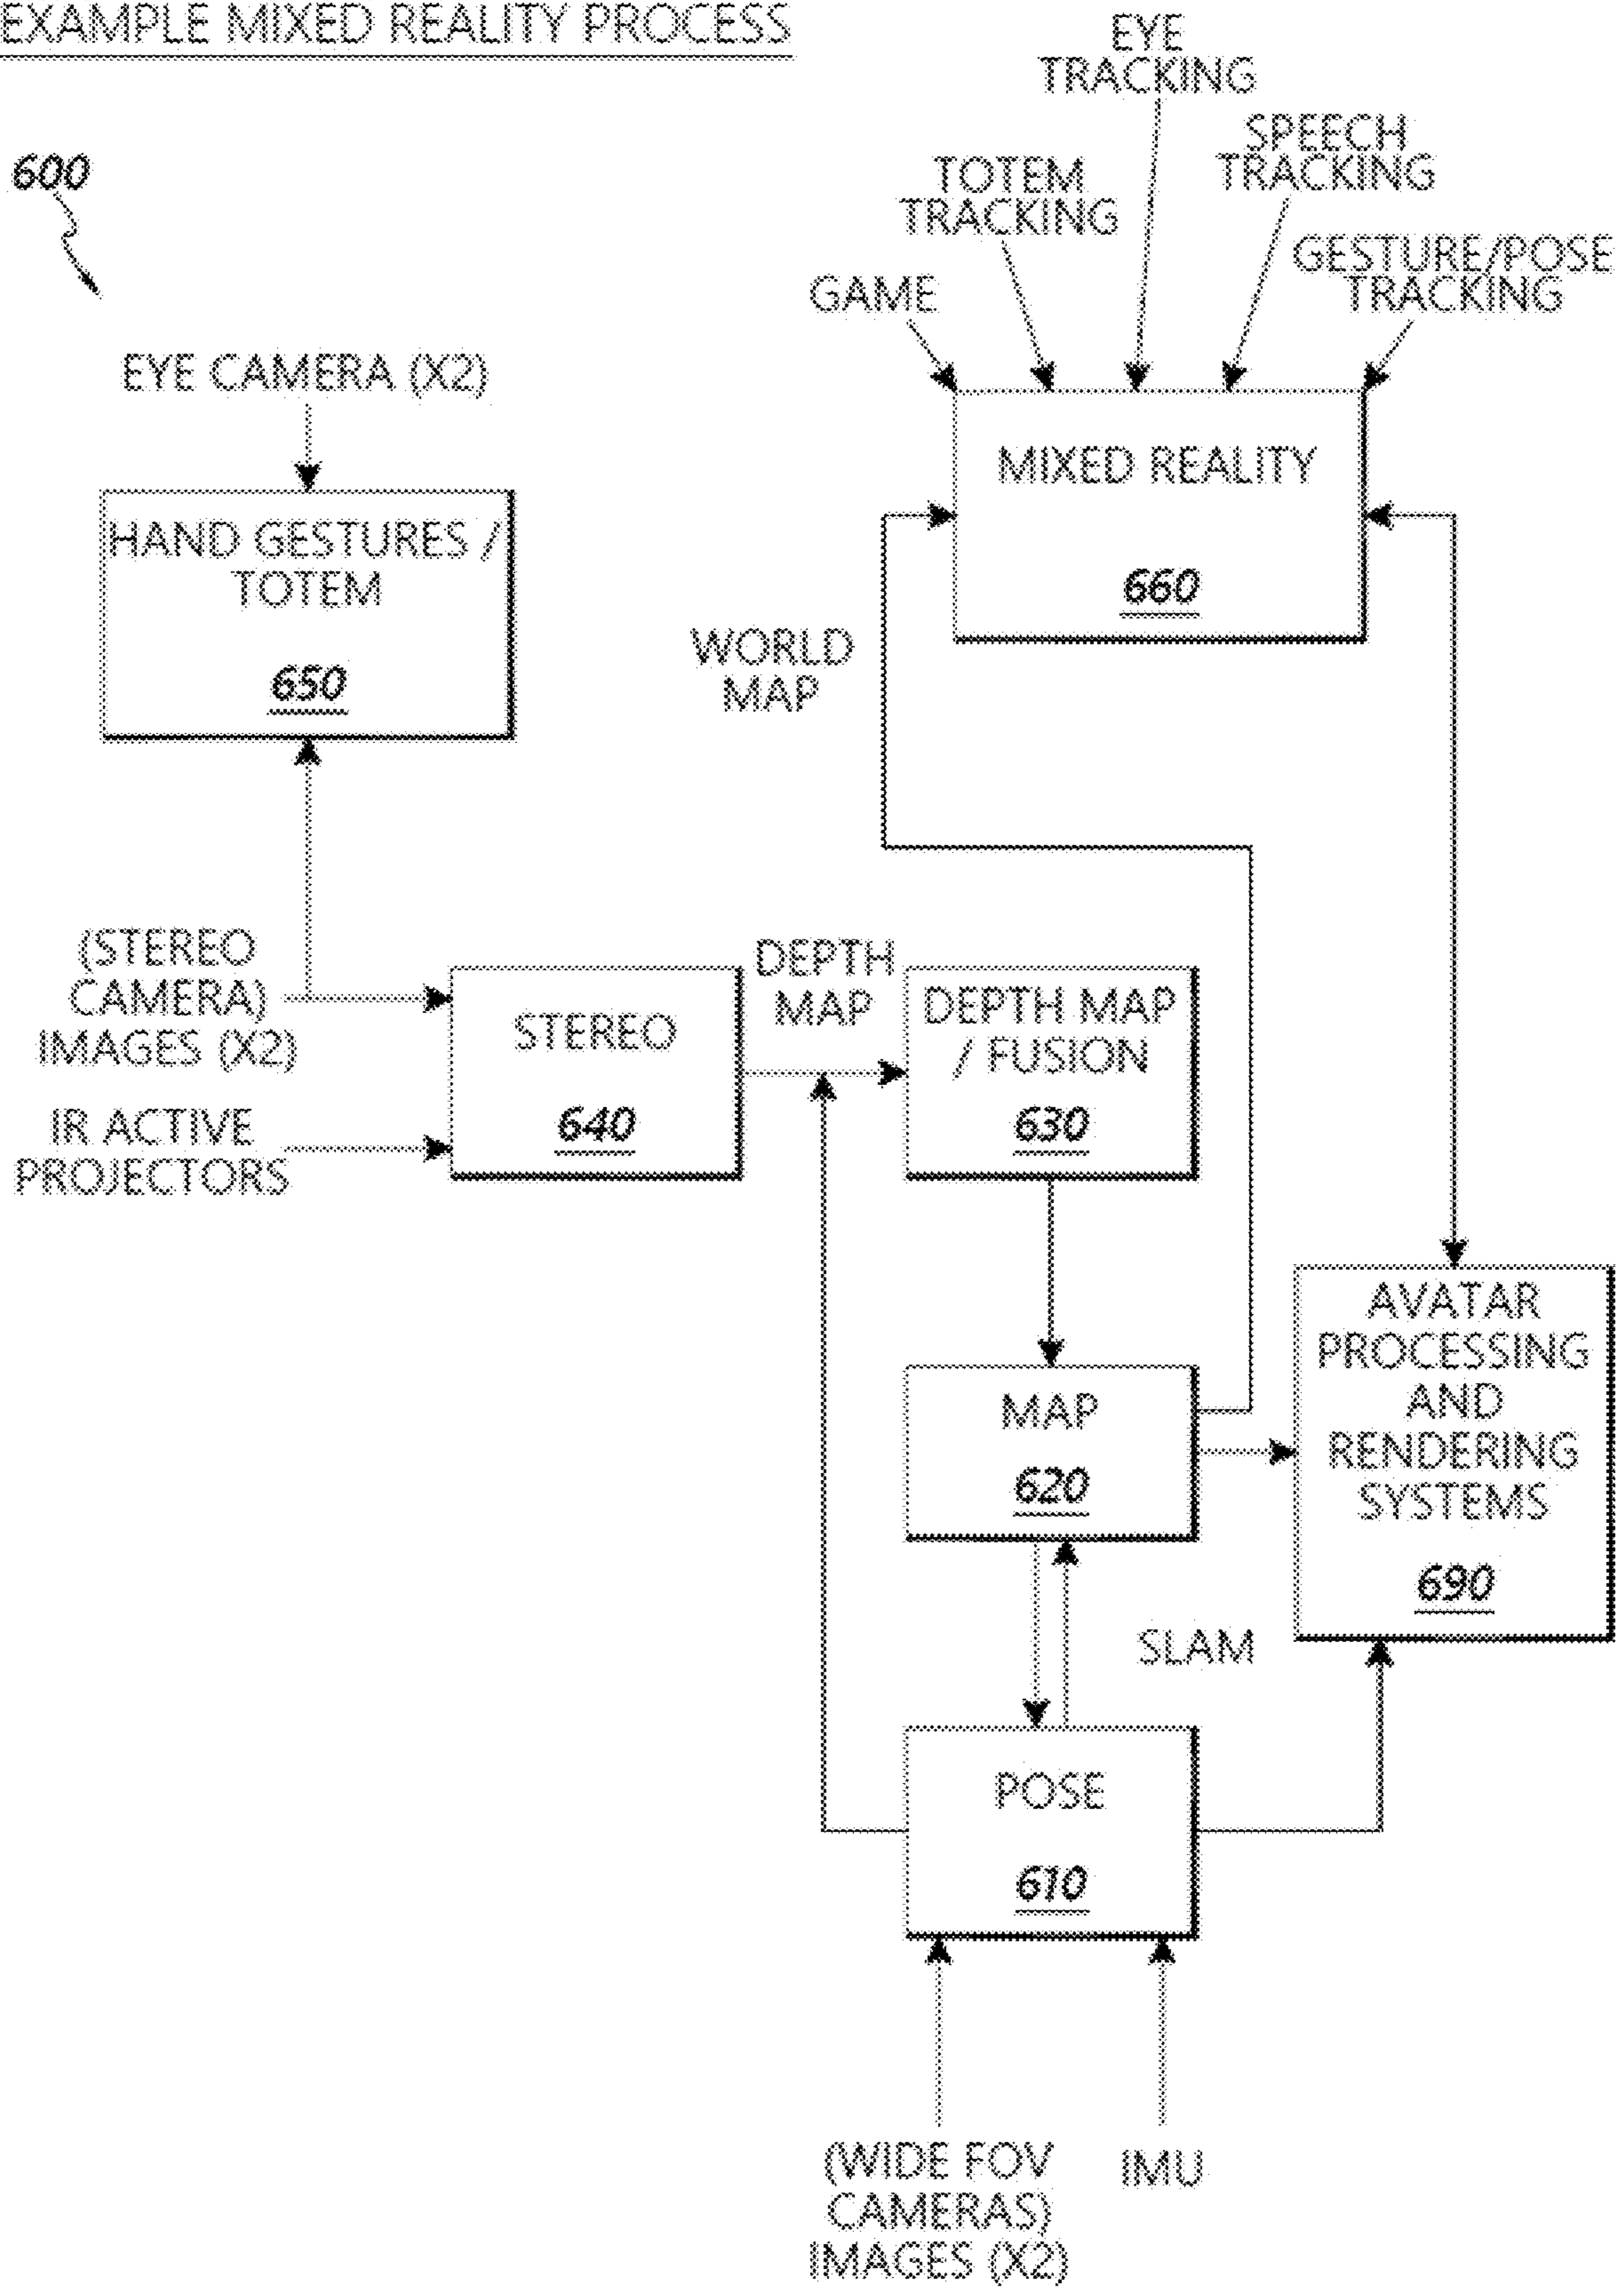 EXAMPLE MIXED REALITY PROCESS
600
EYE
TRACKING
SPEECH
TRACKING
TOTEM
TRACKING
GESTURE/POSE
TRACKING
GAME
EYE CAMERA (X2)
MIXED REALITY
660
HAND GESTURES /
TOTEM
650
WORLD
MAP
(STEREO
CAMERA)
IMAGES (X2)
IR ACTIVE
PROJECTORS
STEREO
640
DEPTH
MAP
DEPTH MAP
/ FUSION
630
MAP
620
AVATAR
PROCESSING
AND
RENDERING
SYSTEMS
690
SLAM
POSE
610
(WIDE FOV
CAMERAS)
IMAGES (X2)
IMU